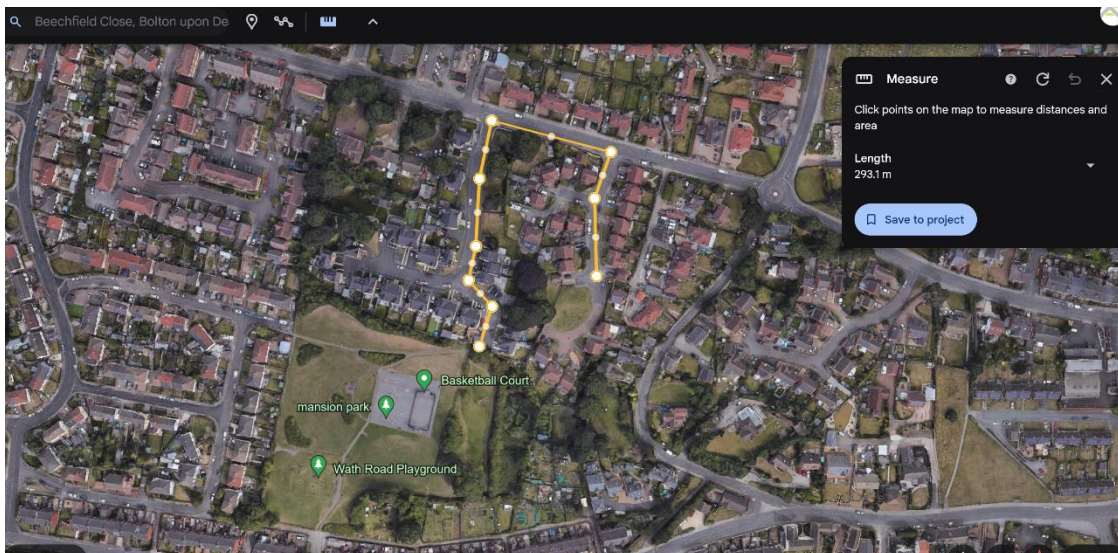 Beechfield Close, Bolton upon De
Measure
Click points on the map to measure distances and
area
Length
293.1 m
Save to project
Basketball Court
mansion park
Wath Road Playground